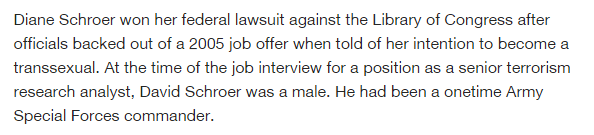 Diane Schroer won her federal lawsuit against the Library of Congress after
officials backed out of a 2005 job offer when told of her intention to become a
transsexual. At the time of the job interview for a position as a senior terrorism
research analyst, David Schroer was a male. He had been a onetime Army
Special Forces commander.